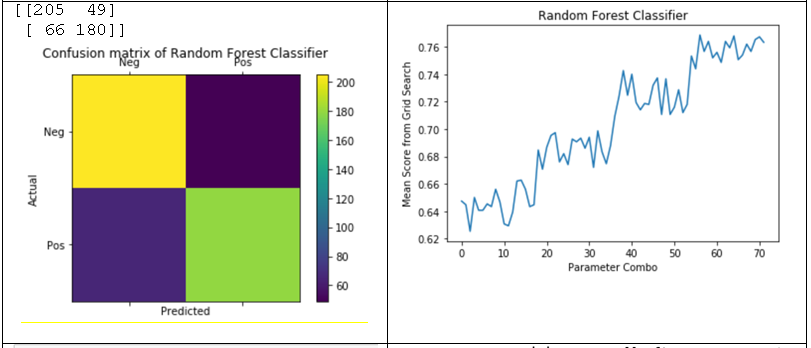 [[205 49]
[ 66 180]]
Confusion matrix of Random Forest Classifier
Neg Pos
Neg
Pos
Actual
Predicted
200
180
160
140
120
100
80
60
Random Forest Classifier
Mean Score from Grid Search
0.76
0.74
0.72
0.70
0.68
0.66
0.64
0.62
0 10 20 30 40 50 60 70
Parameter Combo